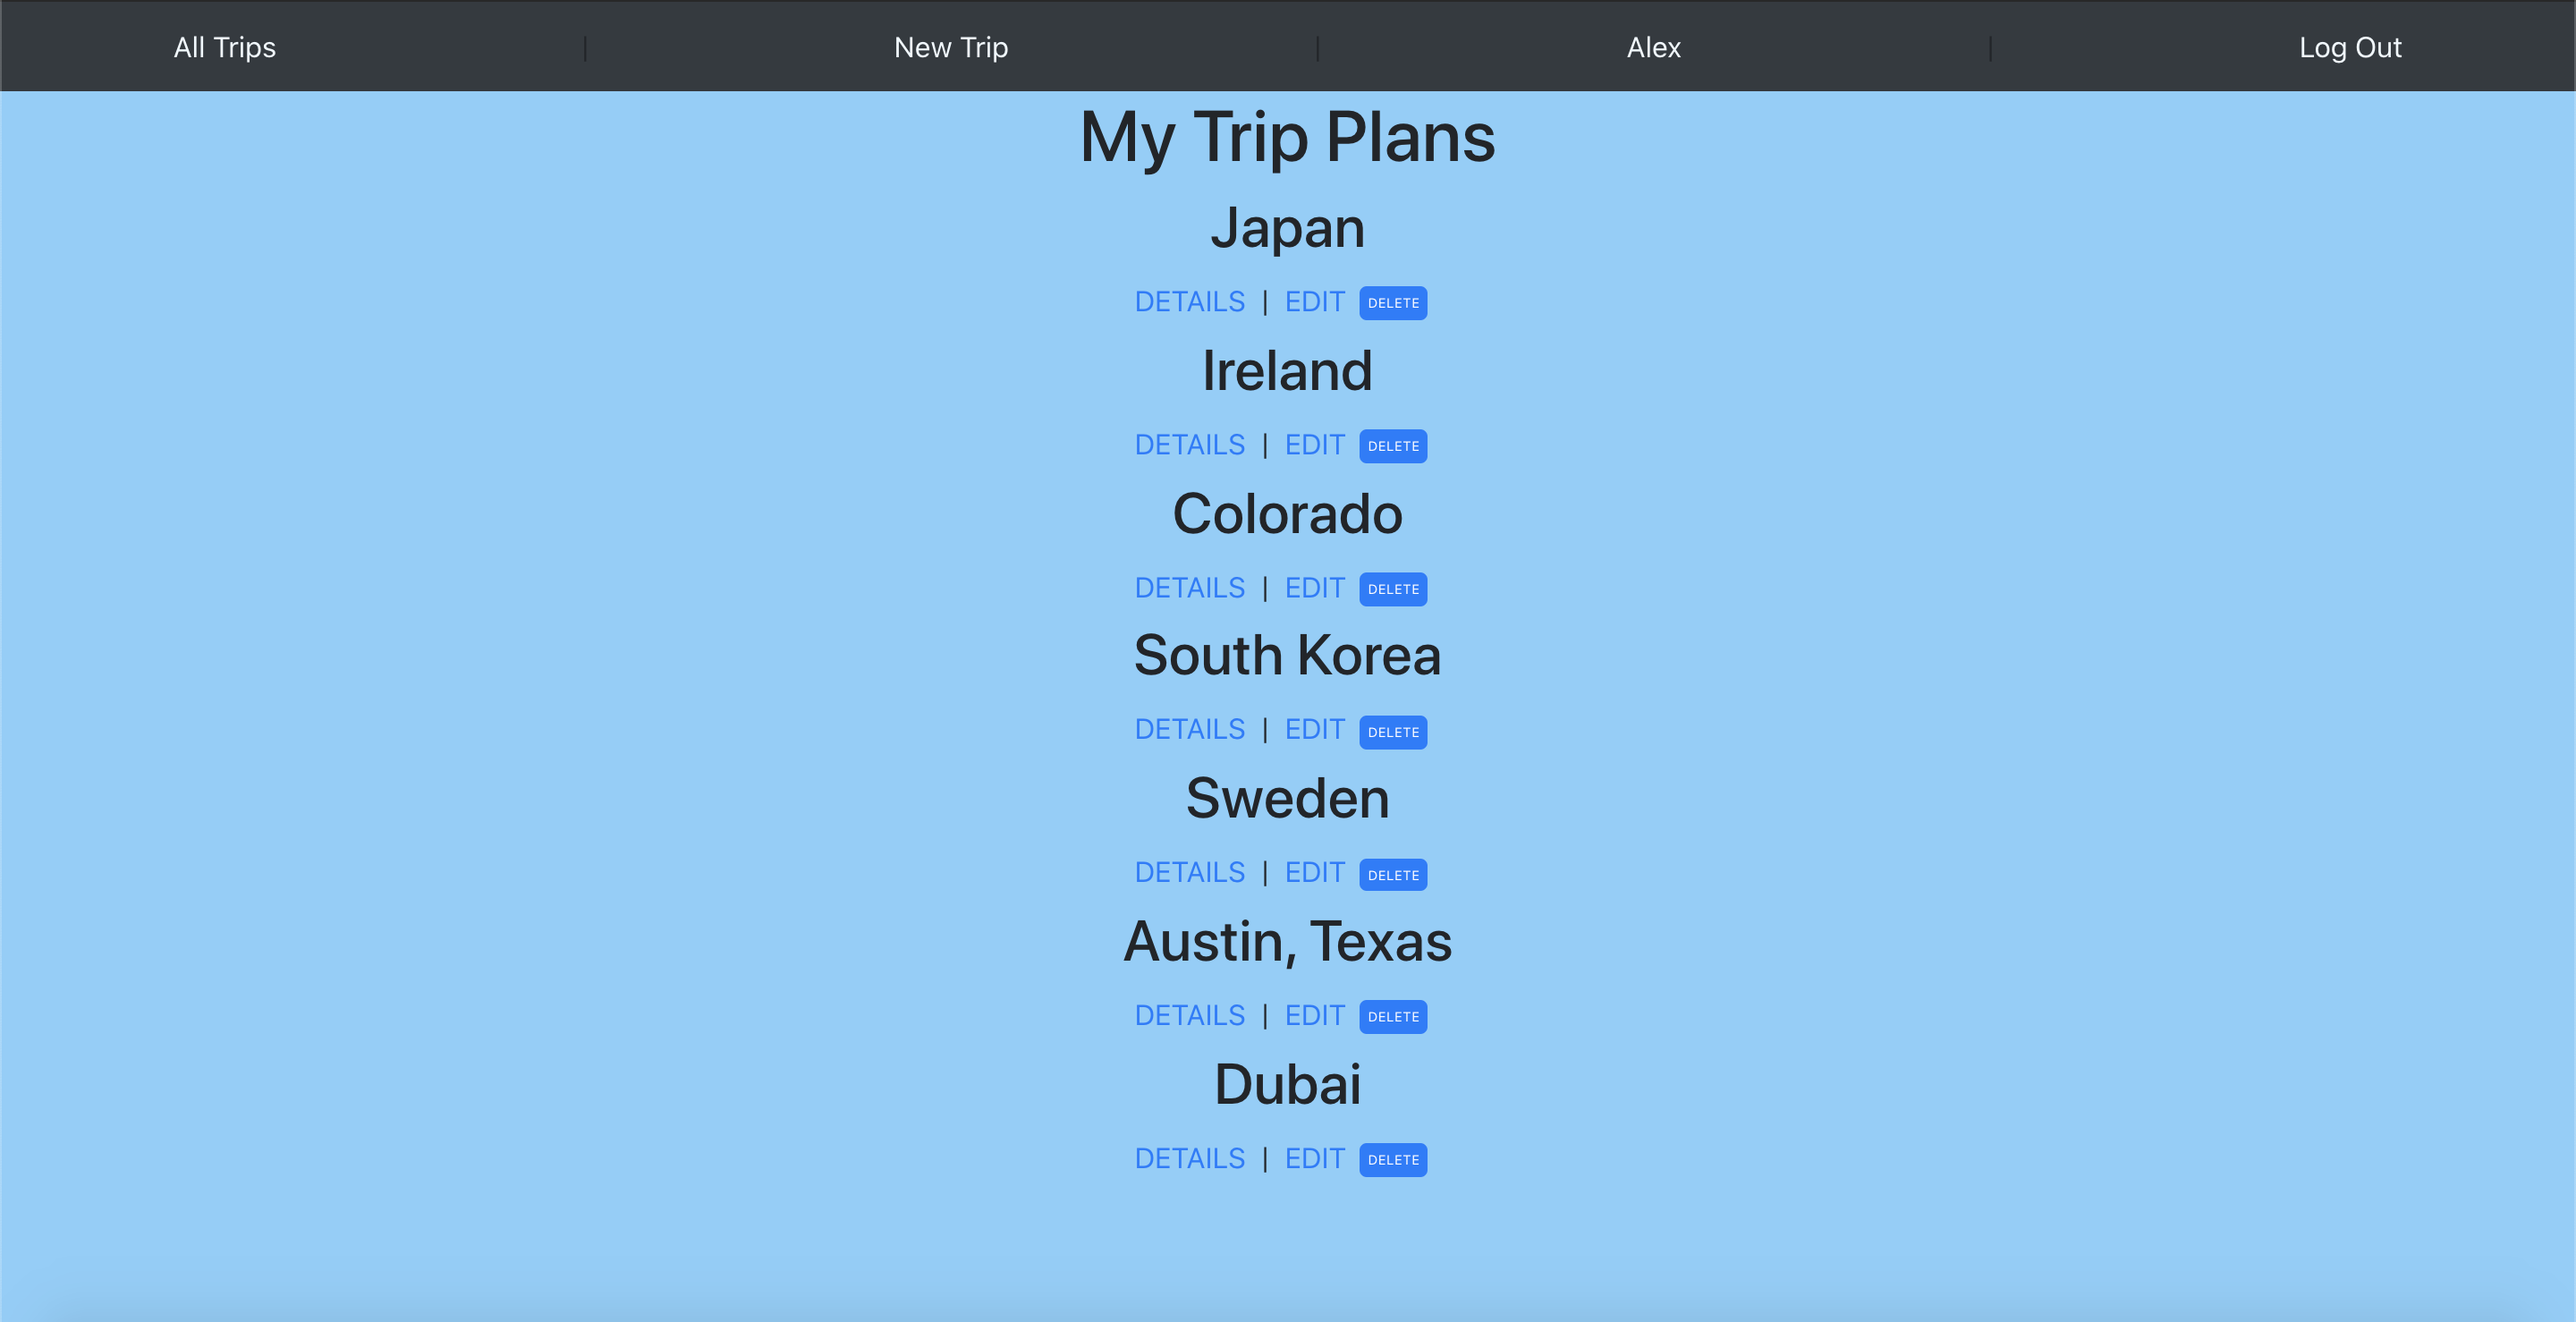 All Trips | New Trip | Alex | Log Out
My Trip Plans
Japan
DETAILS | EDIT DELETE
Ireland
DETAILS | EDIT DELETE
Colorado
DETAILS | EDIT DELETE
South Korea
DETAILS | EDIT DELETE
Sweden
DETAILS | EDIT DELETE
Austin, Texas
DETAILS | EDIT DELETE
Dubai
DETAILS | EDIT DELETE